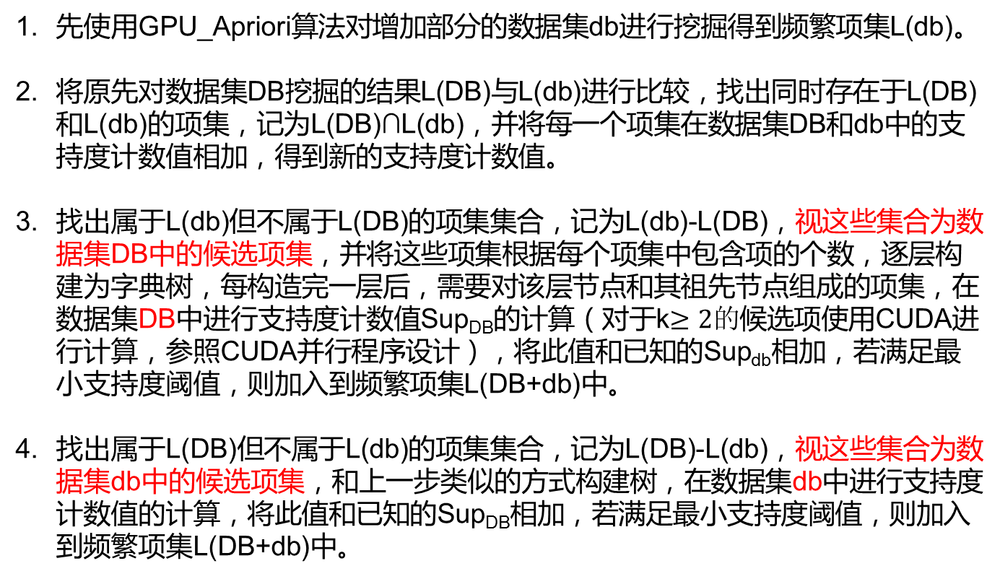 1. 先使用GPU_Apriori算法对增加部分的数据集db进行挖掘得到频繁项集L(db)。
2. 将原先对数据集DB挖掘的结果L(DB)与L(db)进行比较，找出同时存在于L(DB)
和L(db)的项集，记为L(DB)∩L(db)，并将每一个项集在数据集DB和db中的支
持度计数值相加，得到新的支持度计数值。
3. 找出属于L(db)但不属于L(DB)的项集集合，记为L(db)-L(DB)，视这些集合为数
据集DB中的候选项集，并将这些项集根据每个项集中包含项的个数，逐层构
建为字典树，每构造完一层后，需要对该层节点和其祖先节点组成的项集，在
数据集DB中进行支持度计数值Sup_DB的计算（对于k≥ 2的候选项使用CUDA进
行计算，参照CUDA并行程序设计），将此值和已知的Sup_db相加，若满足最
小支持度阈值，则加入到频繁项集L(DB+db)中。
4. 找出属于L(DB)但不属于L(db)的项集集合，记为L(DB)-L(db)，视这些集合为数
据集db中的候选项集，和上一步类似的方式构建树，在数据集db中进行支持度
计数值的计算，将此值和已知的Sup_DB相加，若满足最小支持度阈值，则加入
到频繁项集L(DB+db)中。